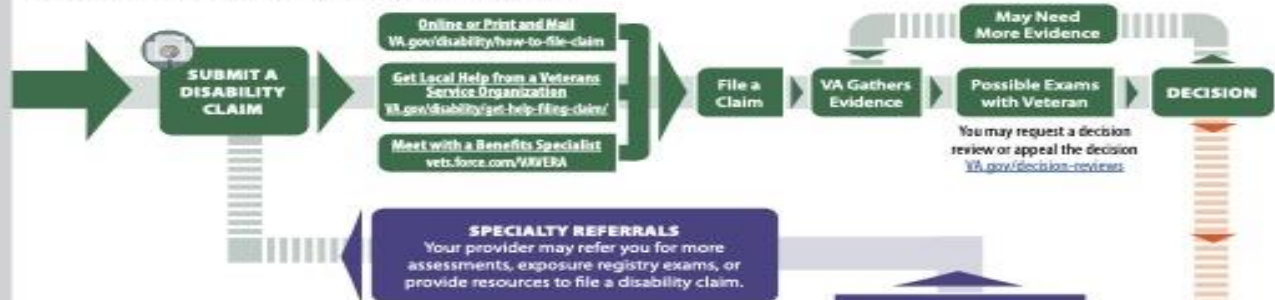 SUBMIT A
DISABILITY
CLAIM
Online or Print and Mail
VA.gov/disability/how-to-file-claim
Get Local Help from a Veterans
Service Organization
VA.gov/disability/get-help-filing-claim/
Meet with a Benefits Specialist
vets.force.com/VAVERA
File a
Claim
VA Gathers
Evidence
May Need
More Evidence
Possible Exams
with Veteran
DECISION
You may request a decision
review or appeal the decision
VA.gov/decision-reviews
SPECIALTY REFERRALS
Your provider may refer you for more
assessments, exposure registry exams, or
provide resources to file a disability claim.